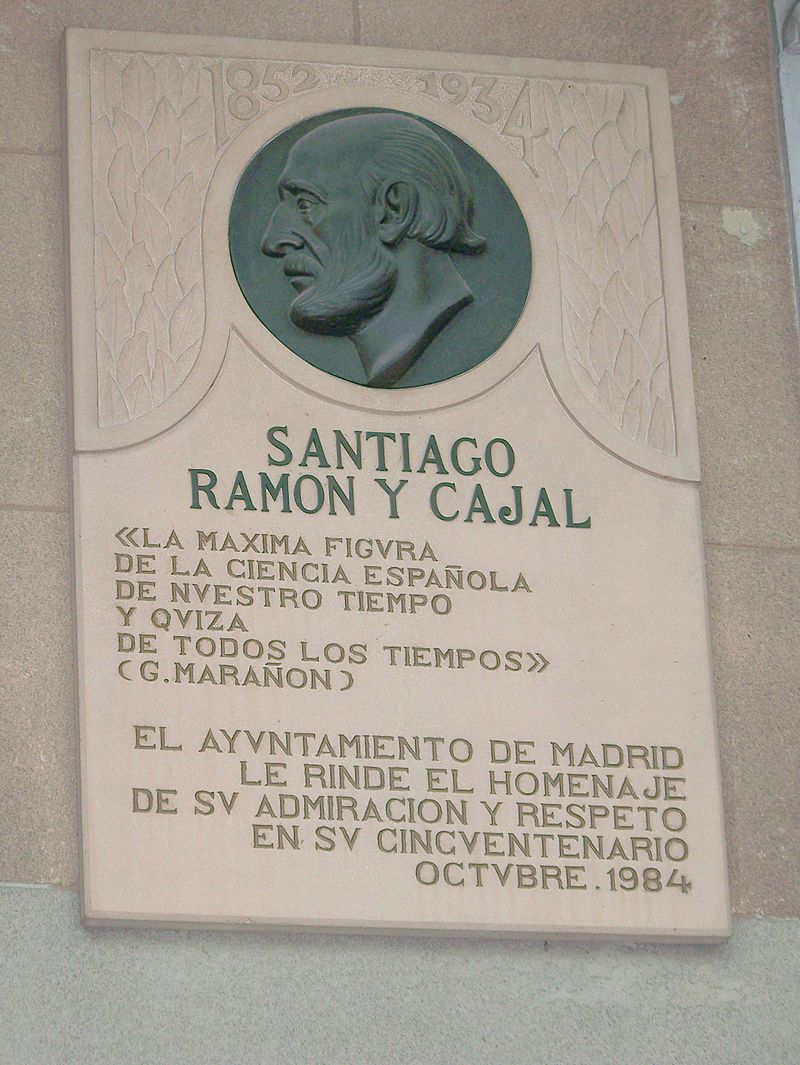 1852 1934
SANTIAGO
RAMON Y CAJAL
«LA MAXIMA FIGVRA
DE LA CIENCIA ESPAÑOLA
DE NVESTRO TIEMPO
Y QVIZA
DE TODOS LOS TIEMPOS»
(G.MARAÑON)
EL AYVNTAMIENTO DE MADRID
LE RINDE EL HOMENAJE
DE SV ADMIRACION Y RESPETO
EN SV CINCVENTENARIO
OCTVBRE.1984